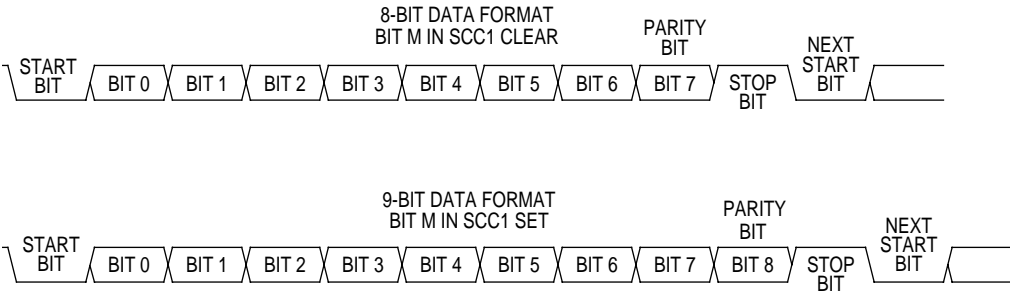 8-BIT DATA FORMAT
BIT M IN SCC1 CLEAR
PARITY
BIT
START
BIT
BIT 0
BIT 1
BIT 2
BIT 3
BIT 4
BIT 5
BIT 6
BIT 7
STOP
BIT
NEXT
START
BIT
9-BIT DATA FORMAT
BIT M IN SCC1 SET
PARITY
BIT
START
BIT
BIT 0
BIT 1
BIT 2
BIT 3
BIT 4
BIT 5
BIT 6
BIT 7
BIT 8
STOP
BIT
NEXT
START
BIT